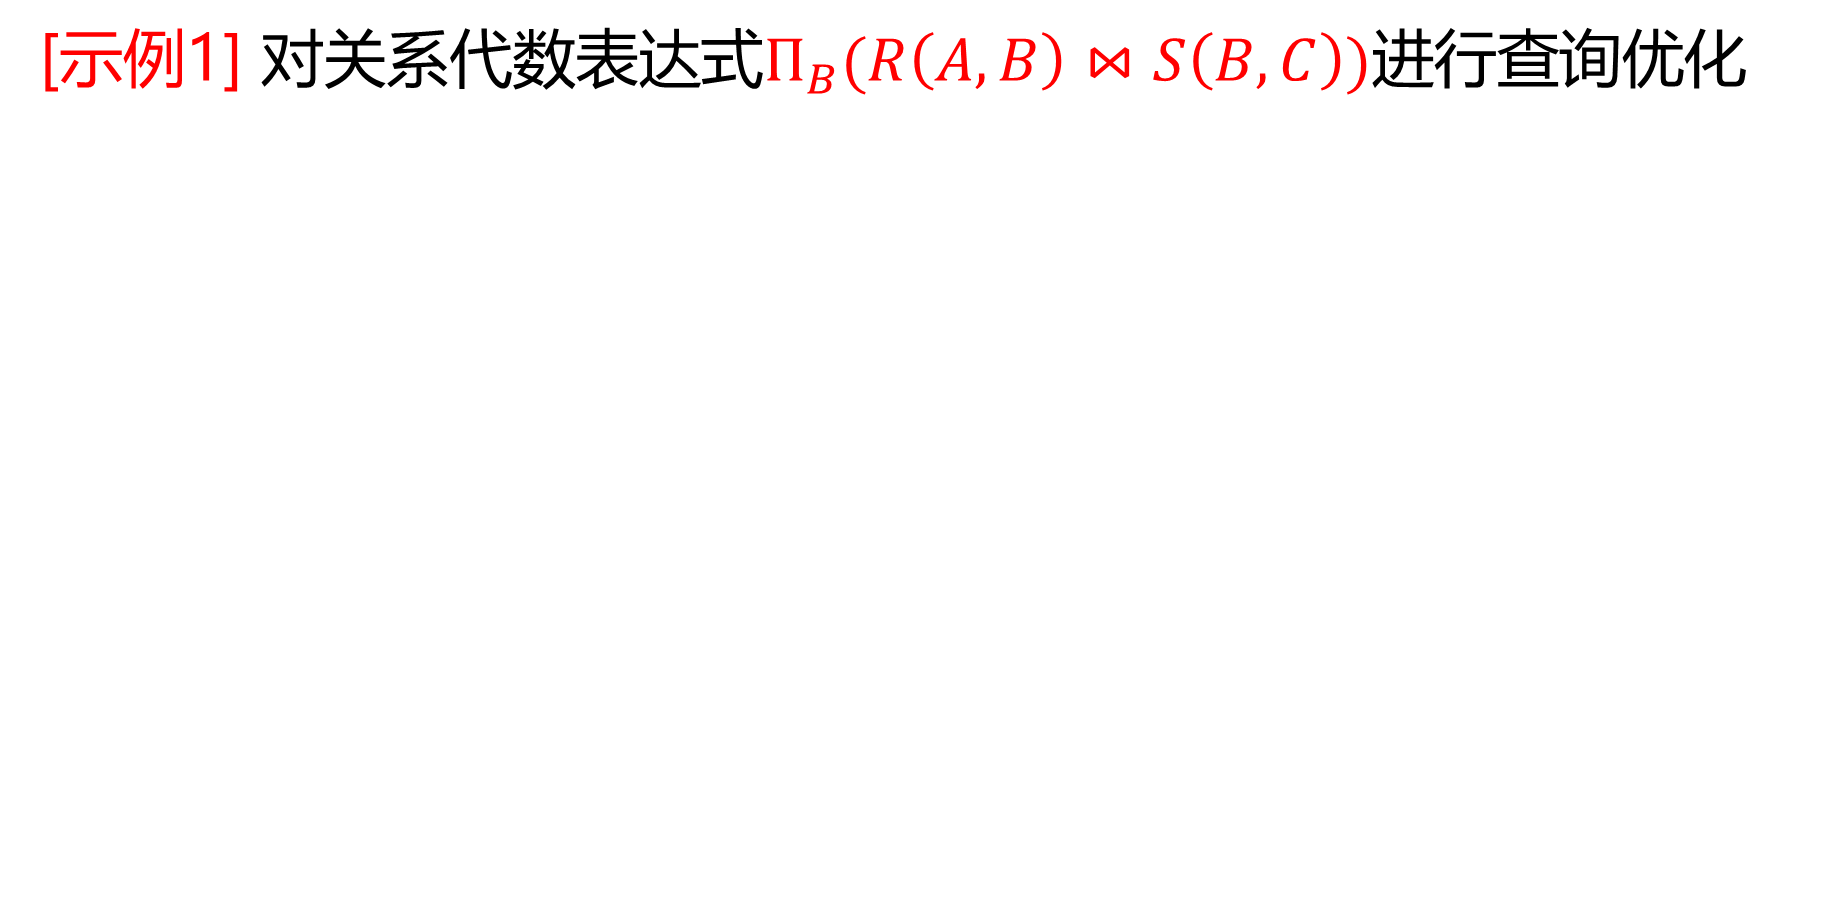 [示例1] 对关系代数表达式Π_B(R(A, B) ⋈ S(B, C))进行查询优化